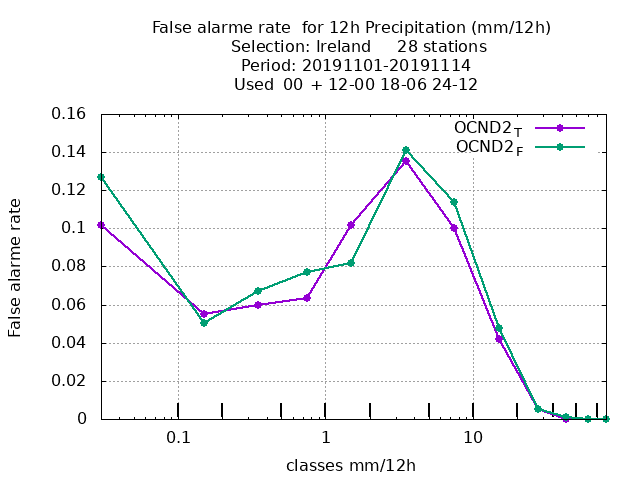 False alarme rate  for 12h Precipitation (mm/12h)
Selection: Ireland     28 stations
Period: 20191101-20191114
Used  00  + 12-00 18-06 24-12
OCND2_T
OCND2_F
0.16
0.14
0.12
0.1
0.08
0.06
0.04
0.02
0
False alarme rate
0.1
1
10
classes mm/12h